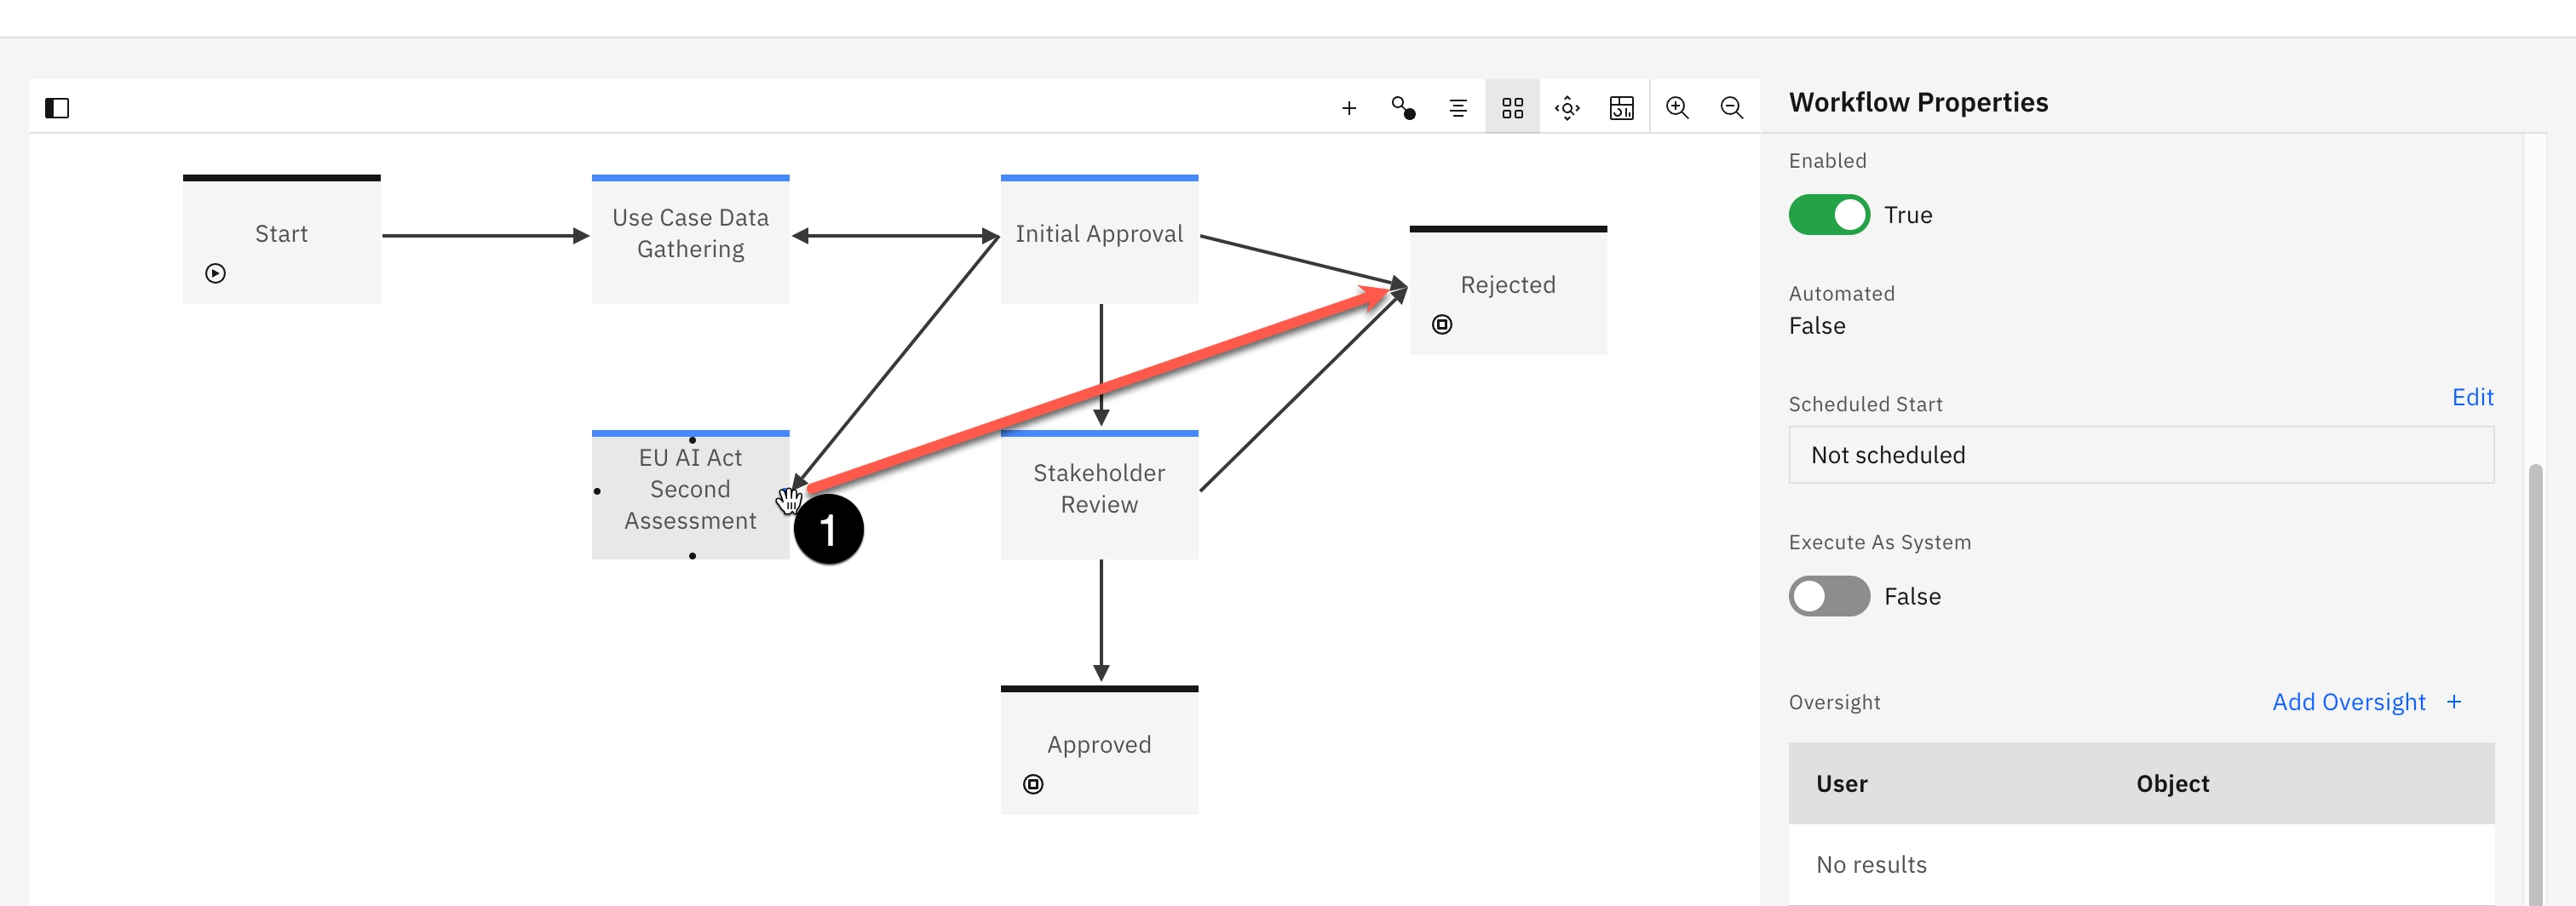 Workflow Properties
Start
Use Case Data
Gathering
Initial Approval
Rejected
EU AI Act
Second
Assessment
1
Stakeholder
Review
Approved
Enabled
True
Automated
False
Scheduled Start
Edit
Not scheduled
Execute As System
False
Oversight
Add Oversight +
User Object
No results